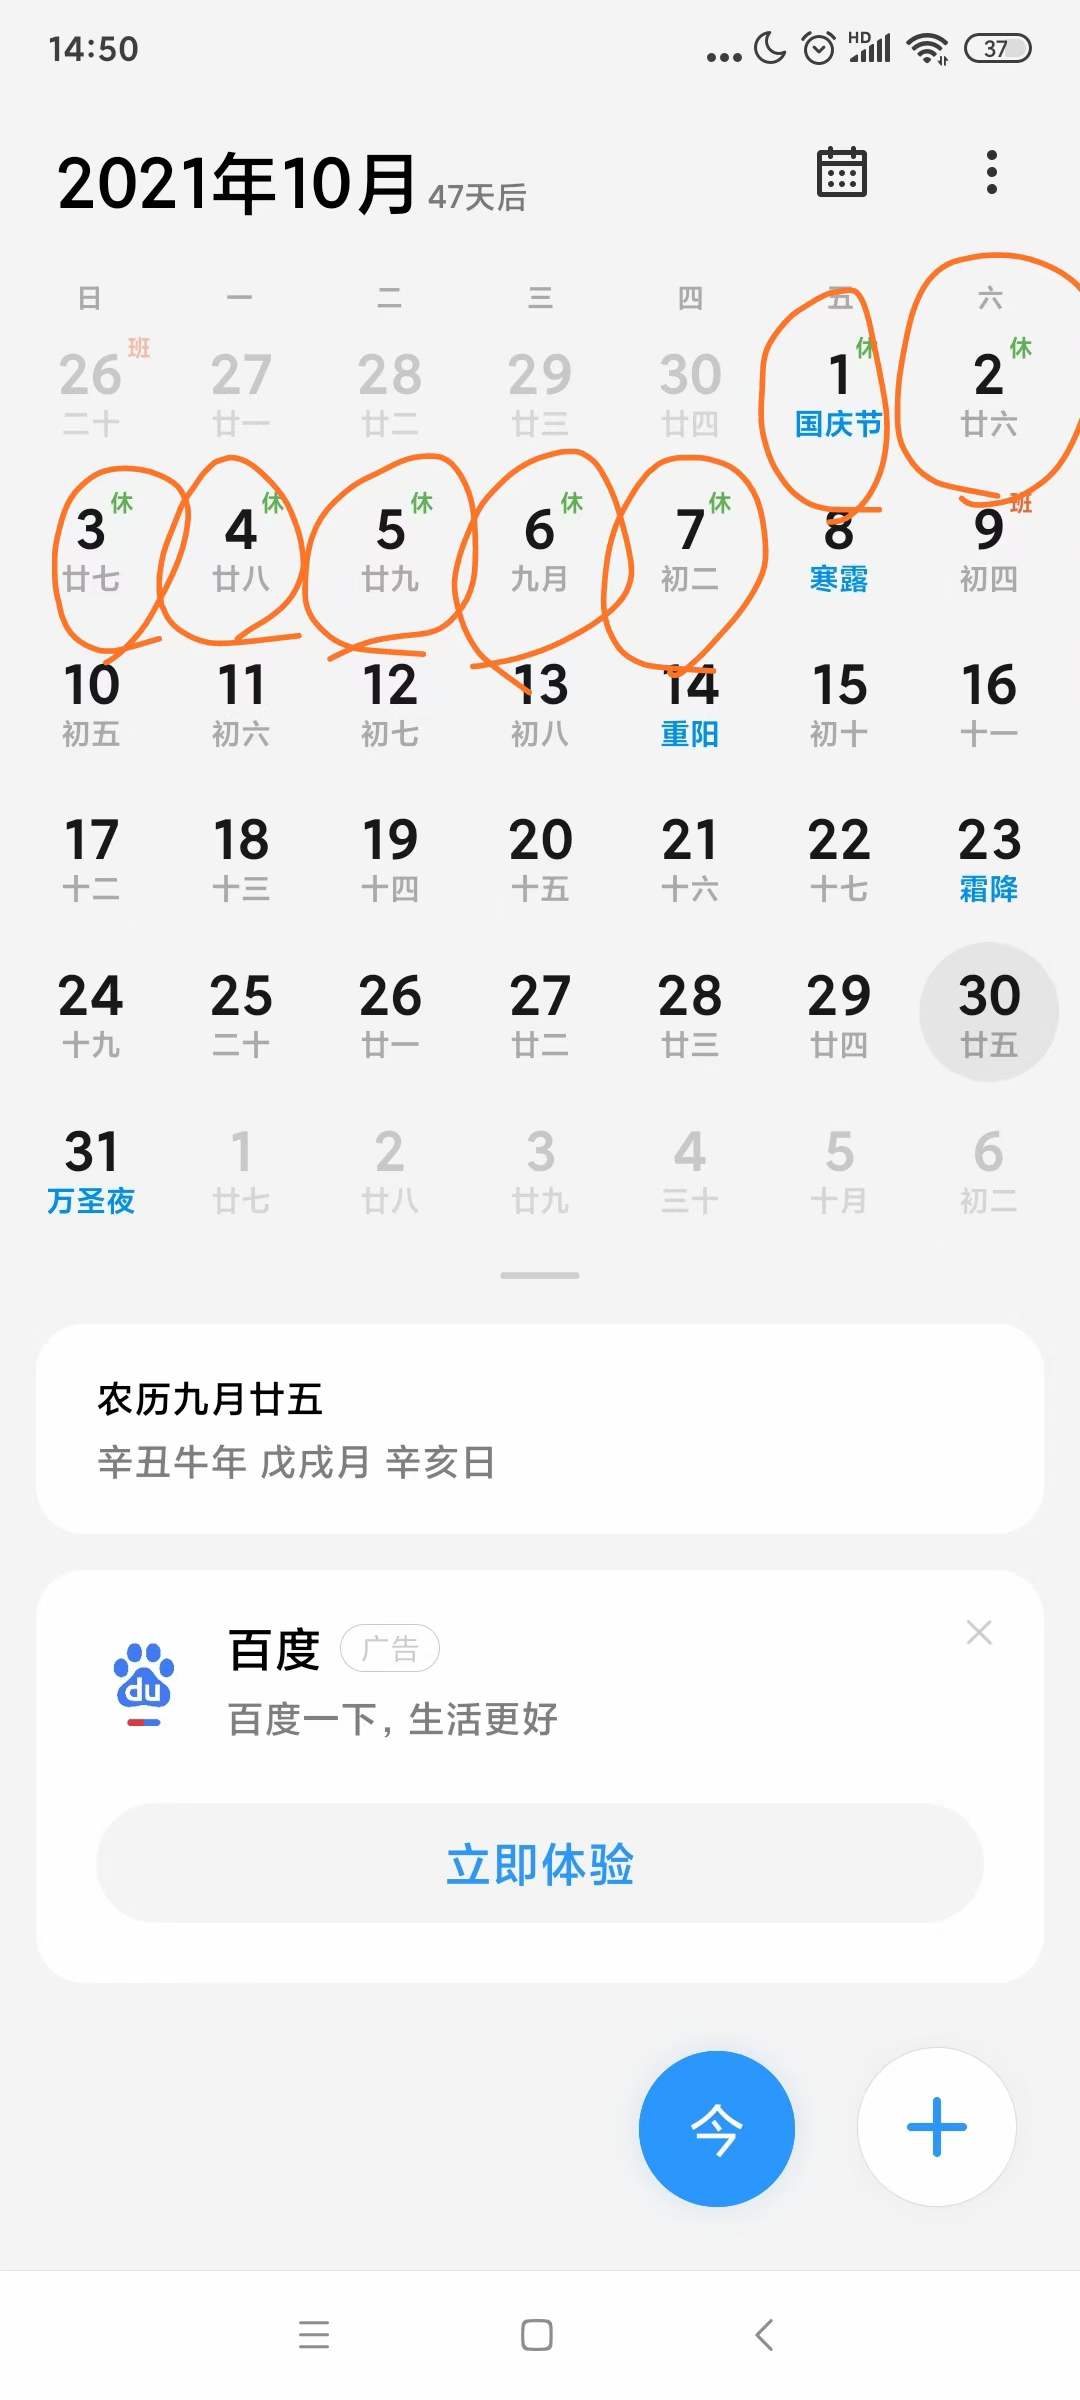 14:50 HD 37
2021年10月 47天后
日 一 二 三 四 五 六
26 班 27 28 29 30 1 休 2 休
二十 廿一 廿二 廿三 廿四 国庆节 廿六
3 休 4 休 5 休 6 休 7 休 8 9 班
廿七 廿八 廿九 九月 初二 寒露 初四
10 11 12 13 14 15 16
初五 初六 初七 初八 重阳 初十 十一
17 18 19 20 21 22 23
十二 十三 十四 十五 十六 十七 霜降
24 25 26 27 28 29 30
十九 二十 廿一 廿二 廿三 廿四 廿五
31 1 2 3 4 5 6
万圣夜 廿七 廿八 廿九 三十 十月 初二
农历九月廿五
辛丑牛年 戊戌月 辛亥日
百度 广告
du
百度一下，生活更好
立即体验
今